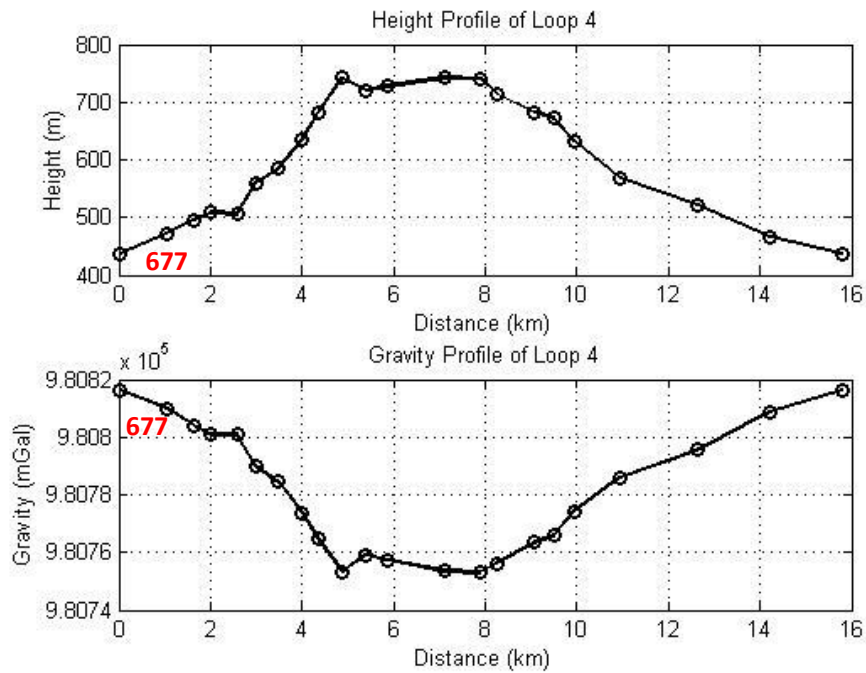 Height Profile of Loop 4
800
700
600
500
400
Height (m)
677
0 2 4 6 8 10 12 14 16
Distance (km)
x 10^5
Gravity Profile of Loop 4
9.8082
9.808
9.8078
9.8076
9.8074
Gravity (mGal)
677
0 2 4 6 8 10 12 14 16
Distance (km)